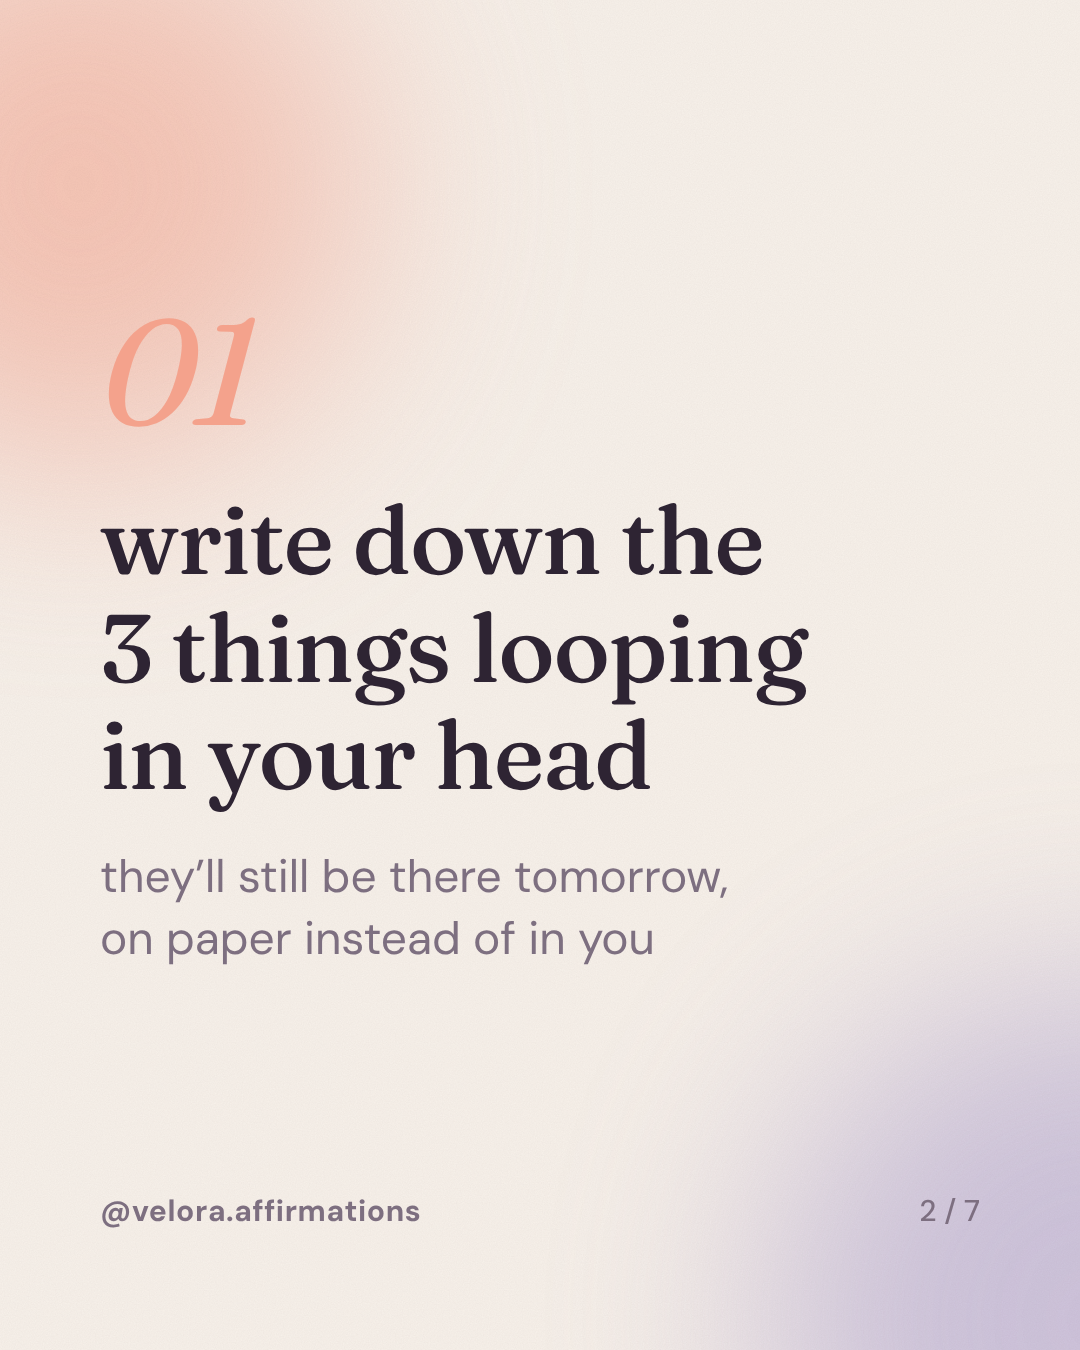 01
write down the
3 things looping
in your head
they’ll still be there tomorrow,
on paper instead of in you
@velora.affirmations
2 / 7